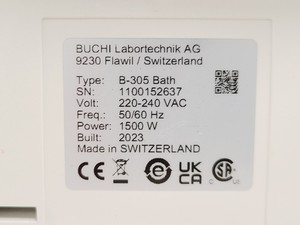 BUCHI Labortechnik AG
9230 Flawil / Switzerland
Type: B-305 Bath
SN: 1100152637
Volt: 220-240 VAC
Freq.: 50/60 Hz
Power: 1500 W
Built: 2023
Made in SWITZERLAND
CE UK CA